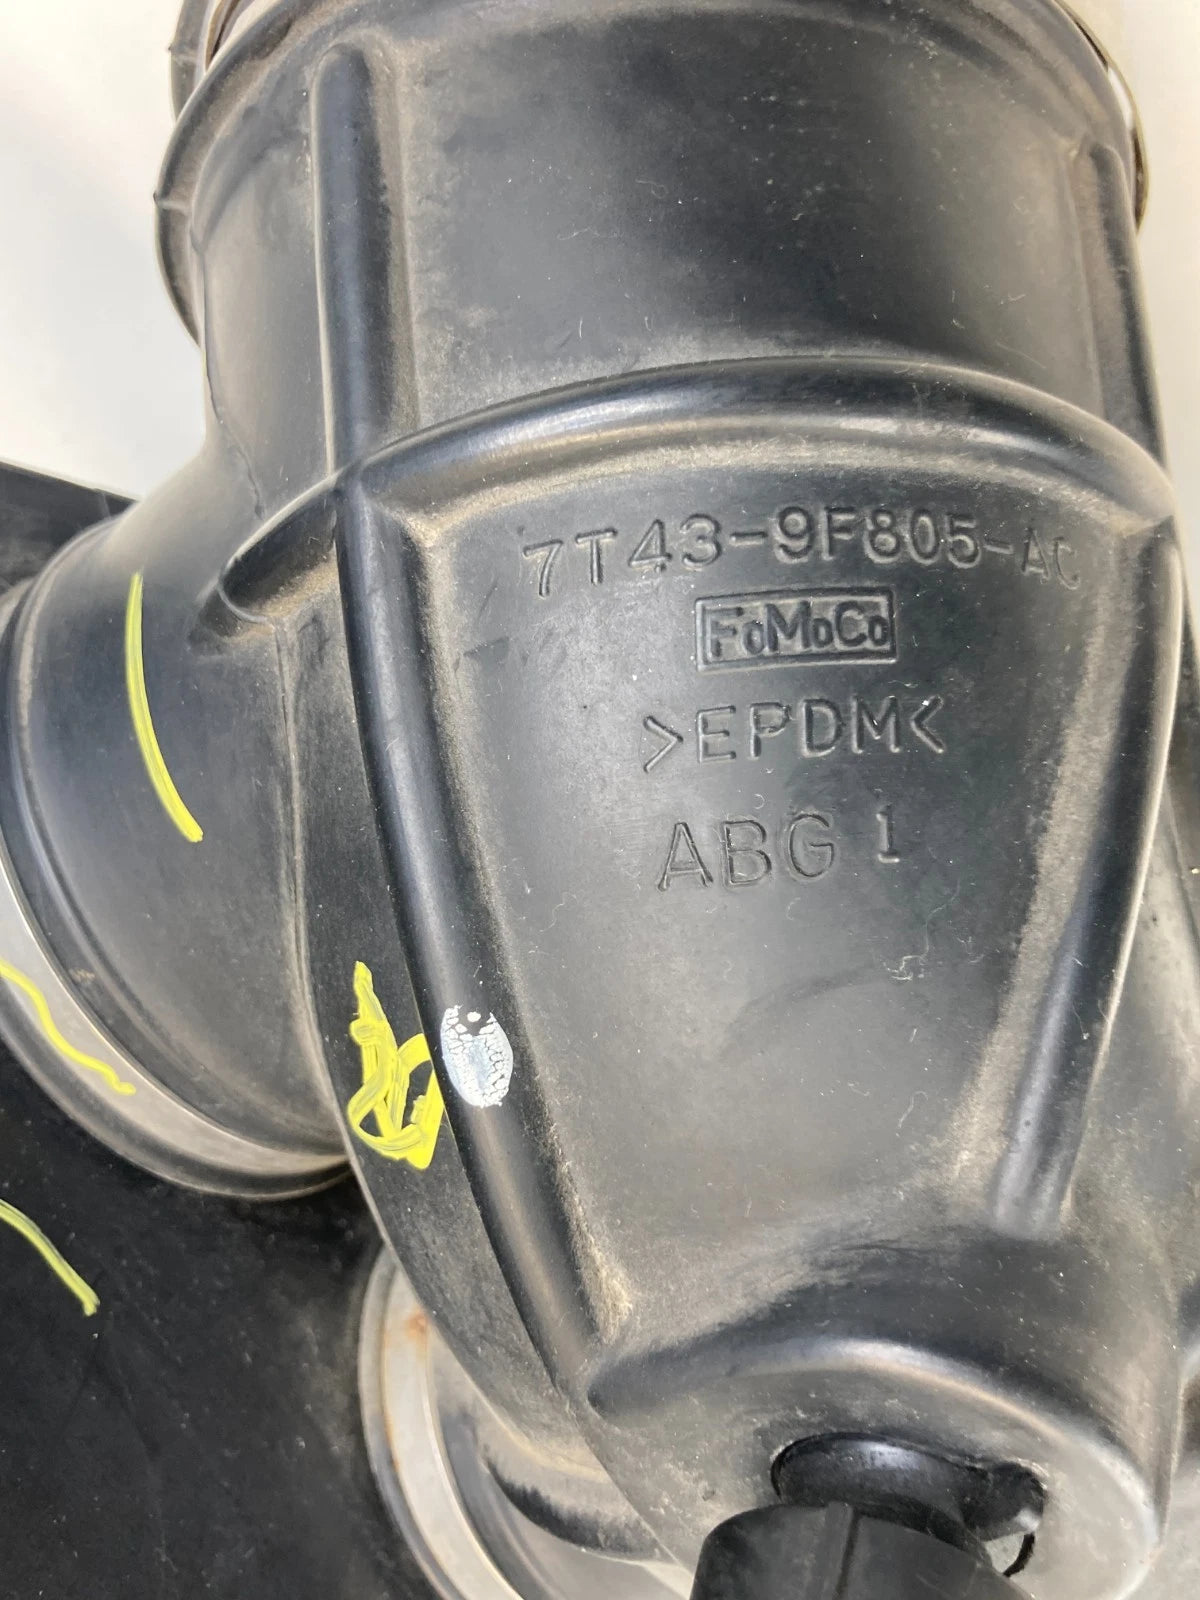 7T43-9F805-AC
FoMoCo
>EPDM<
ABG 1